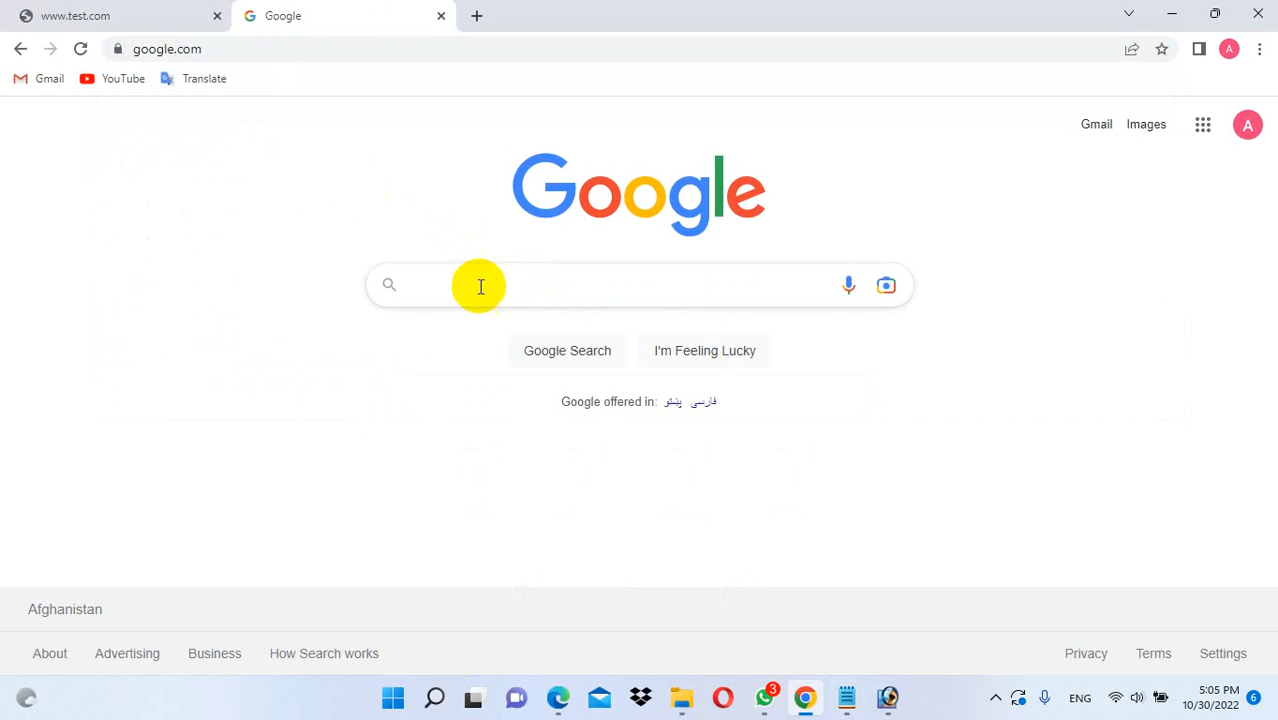 www.test.com
Google
google.com
A
Gmail
YouTube
Translate
Gmail
Images
A
Google
Google Search
I'm Feeling Lucky
Google offered in: فارسی پښتو
Afghanistan
About
Advertising
Business
How Search works
Privacy
Terms
Settings
3
ENG
5:05 PM
10/30/2022
6